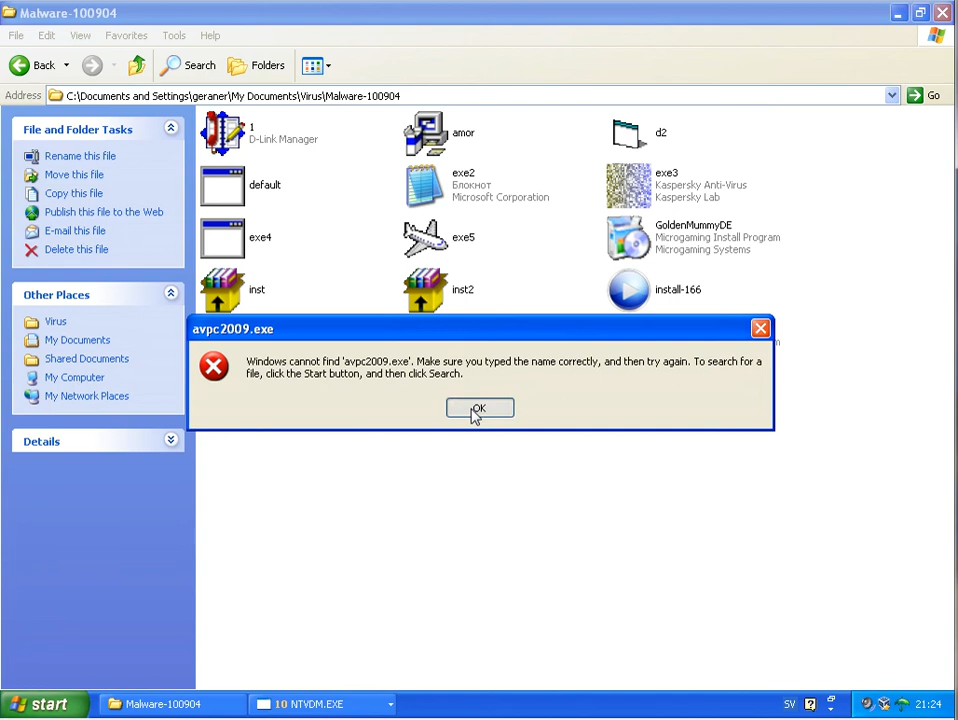 Malware-100904
File Edit View Favorites Tools Help
Back Search Folders
Address C:\Documents and Settings\geraner\My Documents\Virus\Malware-100904 Go
File and Folder Tasks
Rename this file
Move this file
Copy this file
Publish this file to the Web
E-mail this file
Delete this file
Other Places
Virus
My Documents
Shared Documents
My Computer
My Network Places
Details
1
D-Link Manager
amor
d2
default
exe2
Блокнот
Microsoft Corporation
exe3
Kaspersky Anti-Virus
Kaspersky Lab
exe4
exe5
GoldenMummyDE
Microgaming Install Program
Microgaming Systems
inst
inst2
install-166
avpc2009.exe
Windows cannot find 'avpc2009.exe'. Make sure you typed the name correctly, and then try again. To search for a
file, click the Start button, and then click Search.
OK
start Malware-100904 10 NTVDM.EXE SV 21:24